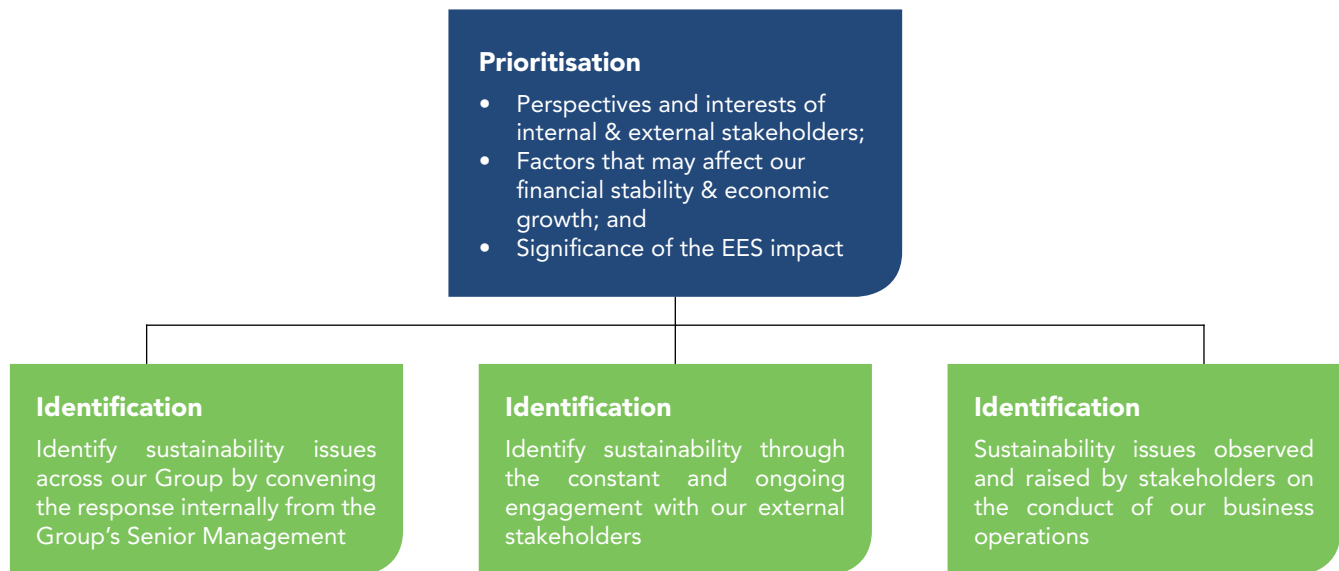 Prioritisation
• Perspectives and interests of
internal & external stakeholders;
• Factors that may affect our
financial stability & economic
growth; and
• Significance of the EES impact
Identification
Identify sustainability issues
across our Group by convening
the response internally from the
Group's Senior Management
Identification
Identify sustainability through
the constant and ongoing
engagement with our external
stakeholders
Identification
Sustainability issues observed
and raised by stakeholders on
the conduct of our business
operations